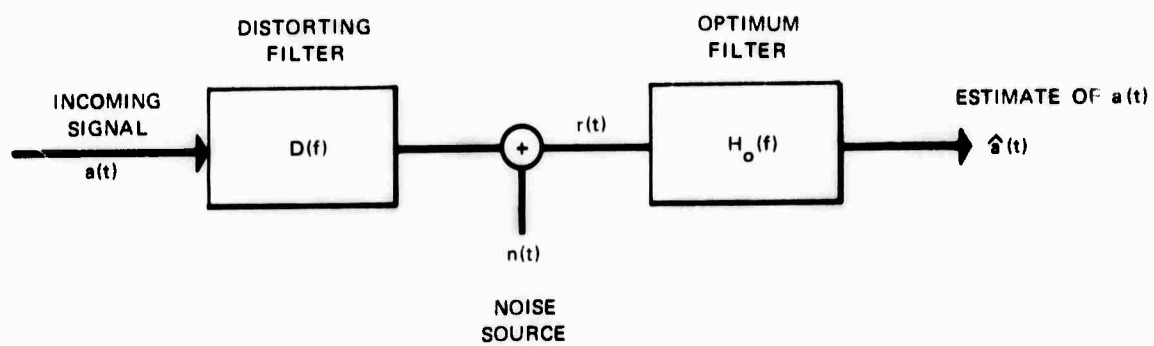 DISTORTING
FILTER
OPTIMUM
FILTER
INCOMING
SIGNAL
a(t)
D(f)
+
r(t)
H_o(f)
ESTIMATE OF a(t)
â(t)
n(t)
NOISE
SOURCE